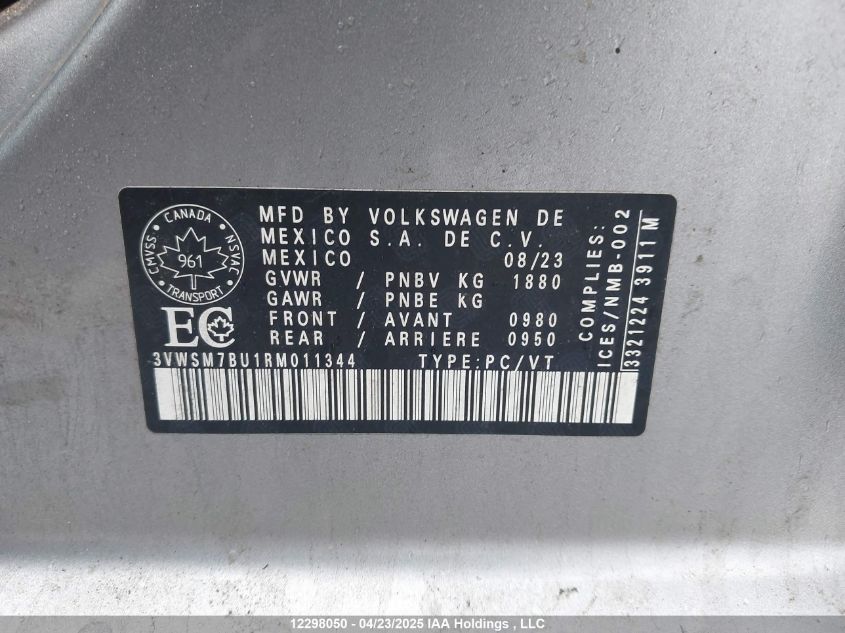 CANADA
CMVSS
NSVAC
961
• TRANSPORT •
EC
MFD BY VOLKSWAGEN DE
MEXICO S.A. DE C.V.
MEXICO 08/23
GVWR / PNBV KG 1880
GAWR / PNBE KG
FRONT / AVANT 0980
REAR / ARRIERE 0950
3VWSM7BU1RM011344 TYPE:PC/VT
COMPLIES:
ICES/NMB-002
3321224 3911 M
12298050 - 04/23/2025 IAA Holdings , LLC